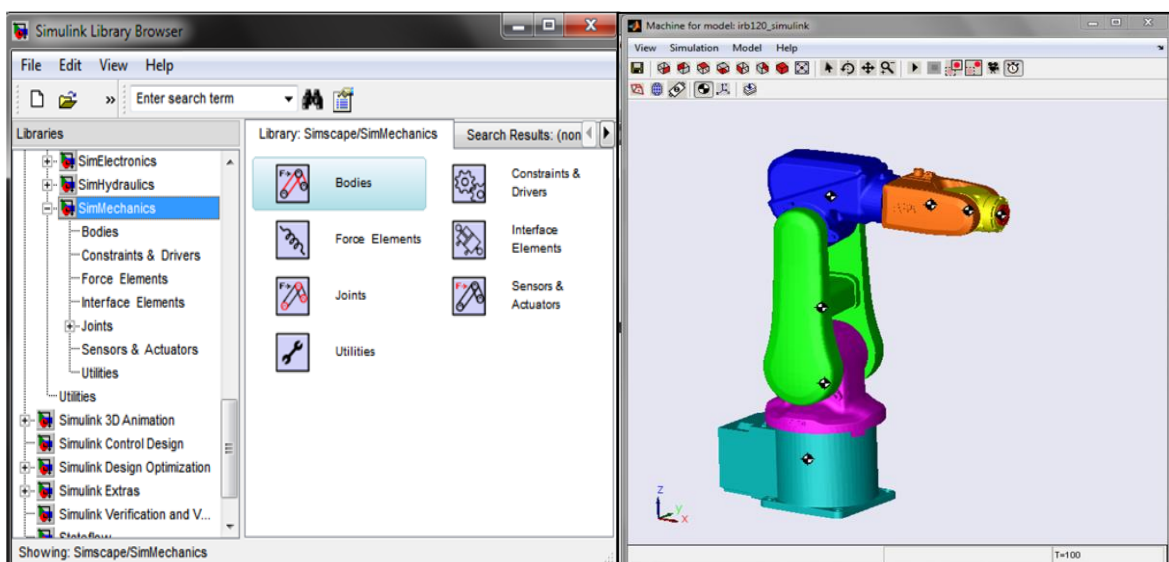 Simulink Library Browser
File Edit View Help
» Enter search term
Libraries
SimElectronics
SimHydraulics
SimMechanics
Bodies
Constraints & Drivers
Force Elements
Interface Elements
Joints
Sensors & Actuators
Utilities
Utilities
Simulink 3D Animation
Simulink Control Design
Simulink Design Optimization
Simulink Extras
Simulink Verification and V...
Stateflow
Library: Simscape/SimMechanics Search Results: (non
Bodies
Constraints &
Drivers
Force Elements
Interface
Elements
Joints
Sensors &
Actuators
Utilities
Showing: Simscape/SimMechanics
Machine for model: irb120_simulink
View Simulation Model Help
Z
Y
X
T=100